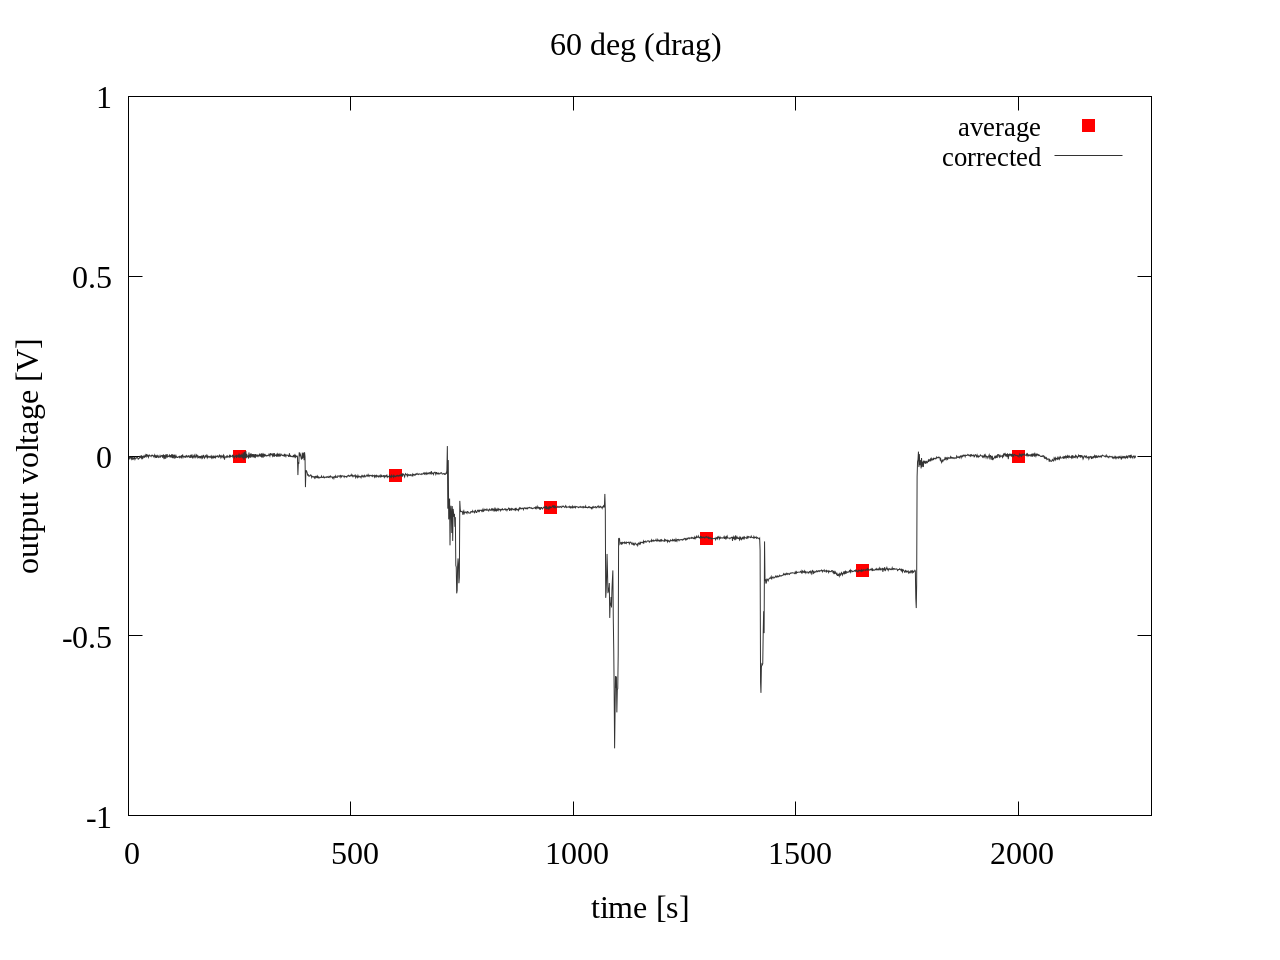 60 deg (drag)
average
corrected
1
0.5
0
-0.5
-1
output voltage [V]
0 500 1000 1500 2000
time [s]